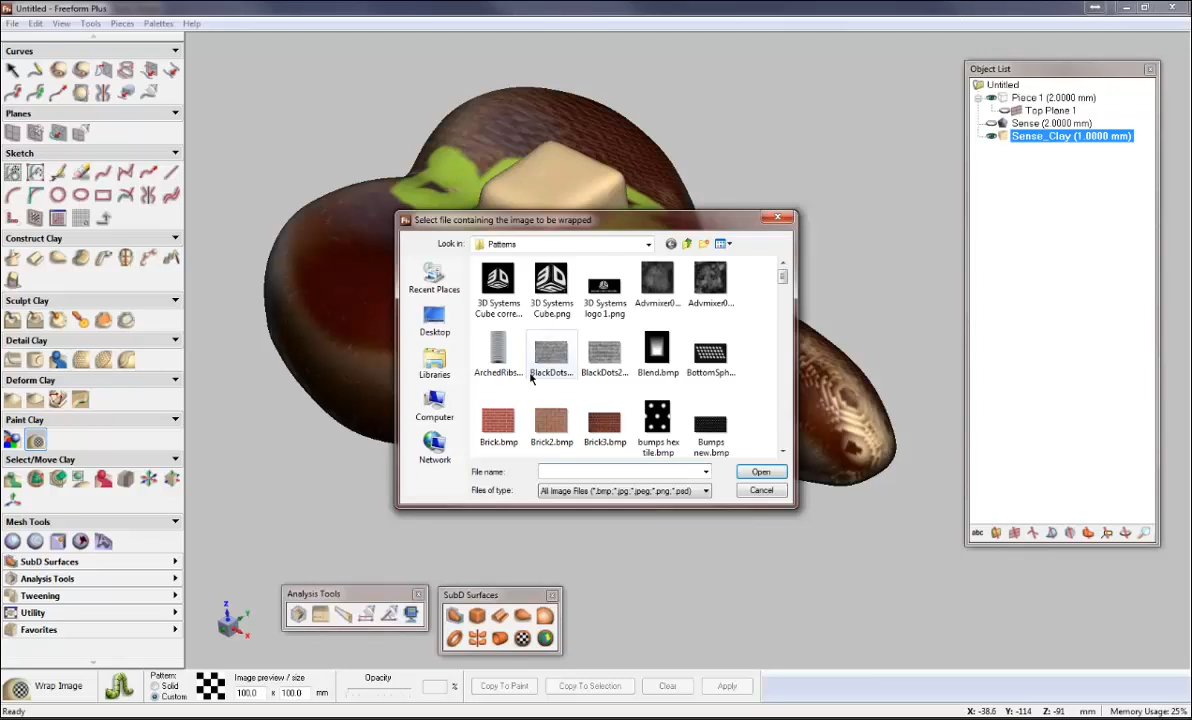 Untitled - Freeform Plus
File Edit View Tools Pieces Palettes Help
Curves
Planes
Sketch
Construct Clay
Sculpt Clay
Detail Clay
Deform Clay
Paint Clay
Select/Move Clay
Mesh Tools
SubD Surfaces
Analysis Tools
Tweening
Utility
Favorites
Object List
Untitled
Piece 1 (2.0000 mm)
Top Plane 1
Sense (2.0000 mm)
Sense_Clay (1.0000 mm)
abc
Select file containing the image to be wrapped
Look in: Patterns
Recent Places
Desktop
Libraries
Computer
Network
3D Systems Cube corre... 3D Systems Cube.png 3D Systems logo 1.png Advmixer0... Advmixer0...
ArchedRibs... BlackDots... BlackDots2... Blend.bmp BottomSph...
Brick.bmp Brick2.bmp Brick3.bmp bumps hex tile.bmp Bumps new.bmp
File name: Open
Files of type: All Image Files (*.bmp;*.jpg;*.jpeg;*.png;*.psd) Cancel
Analysis Tools
SubD Surfaces
Wrap Image
Pattern:
Solid
Custom
Image preview / size
100.0 x 100.0 mm
Opacity
%
Copy To Paint Copy To Selection Clear Apply
Ready
X: -38.6 Y: -114 Z: -91 mm Memory Usage: 25%